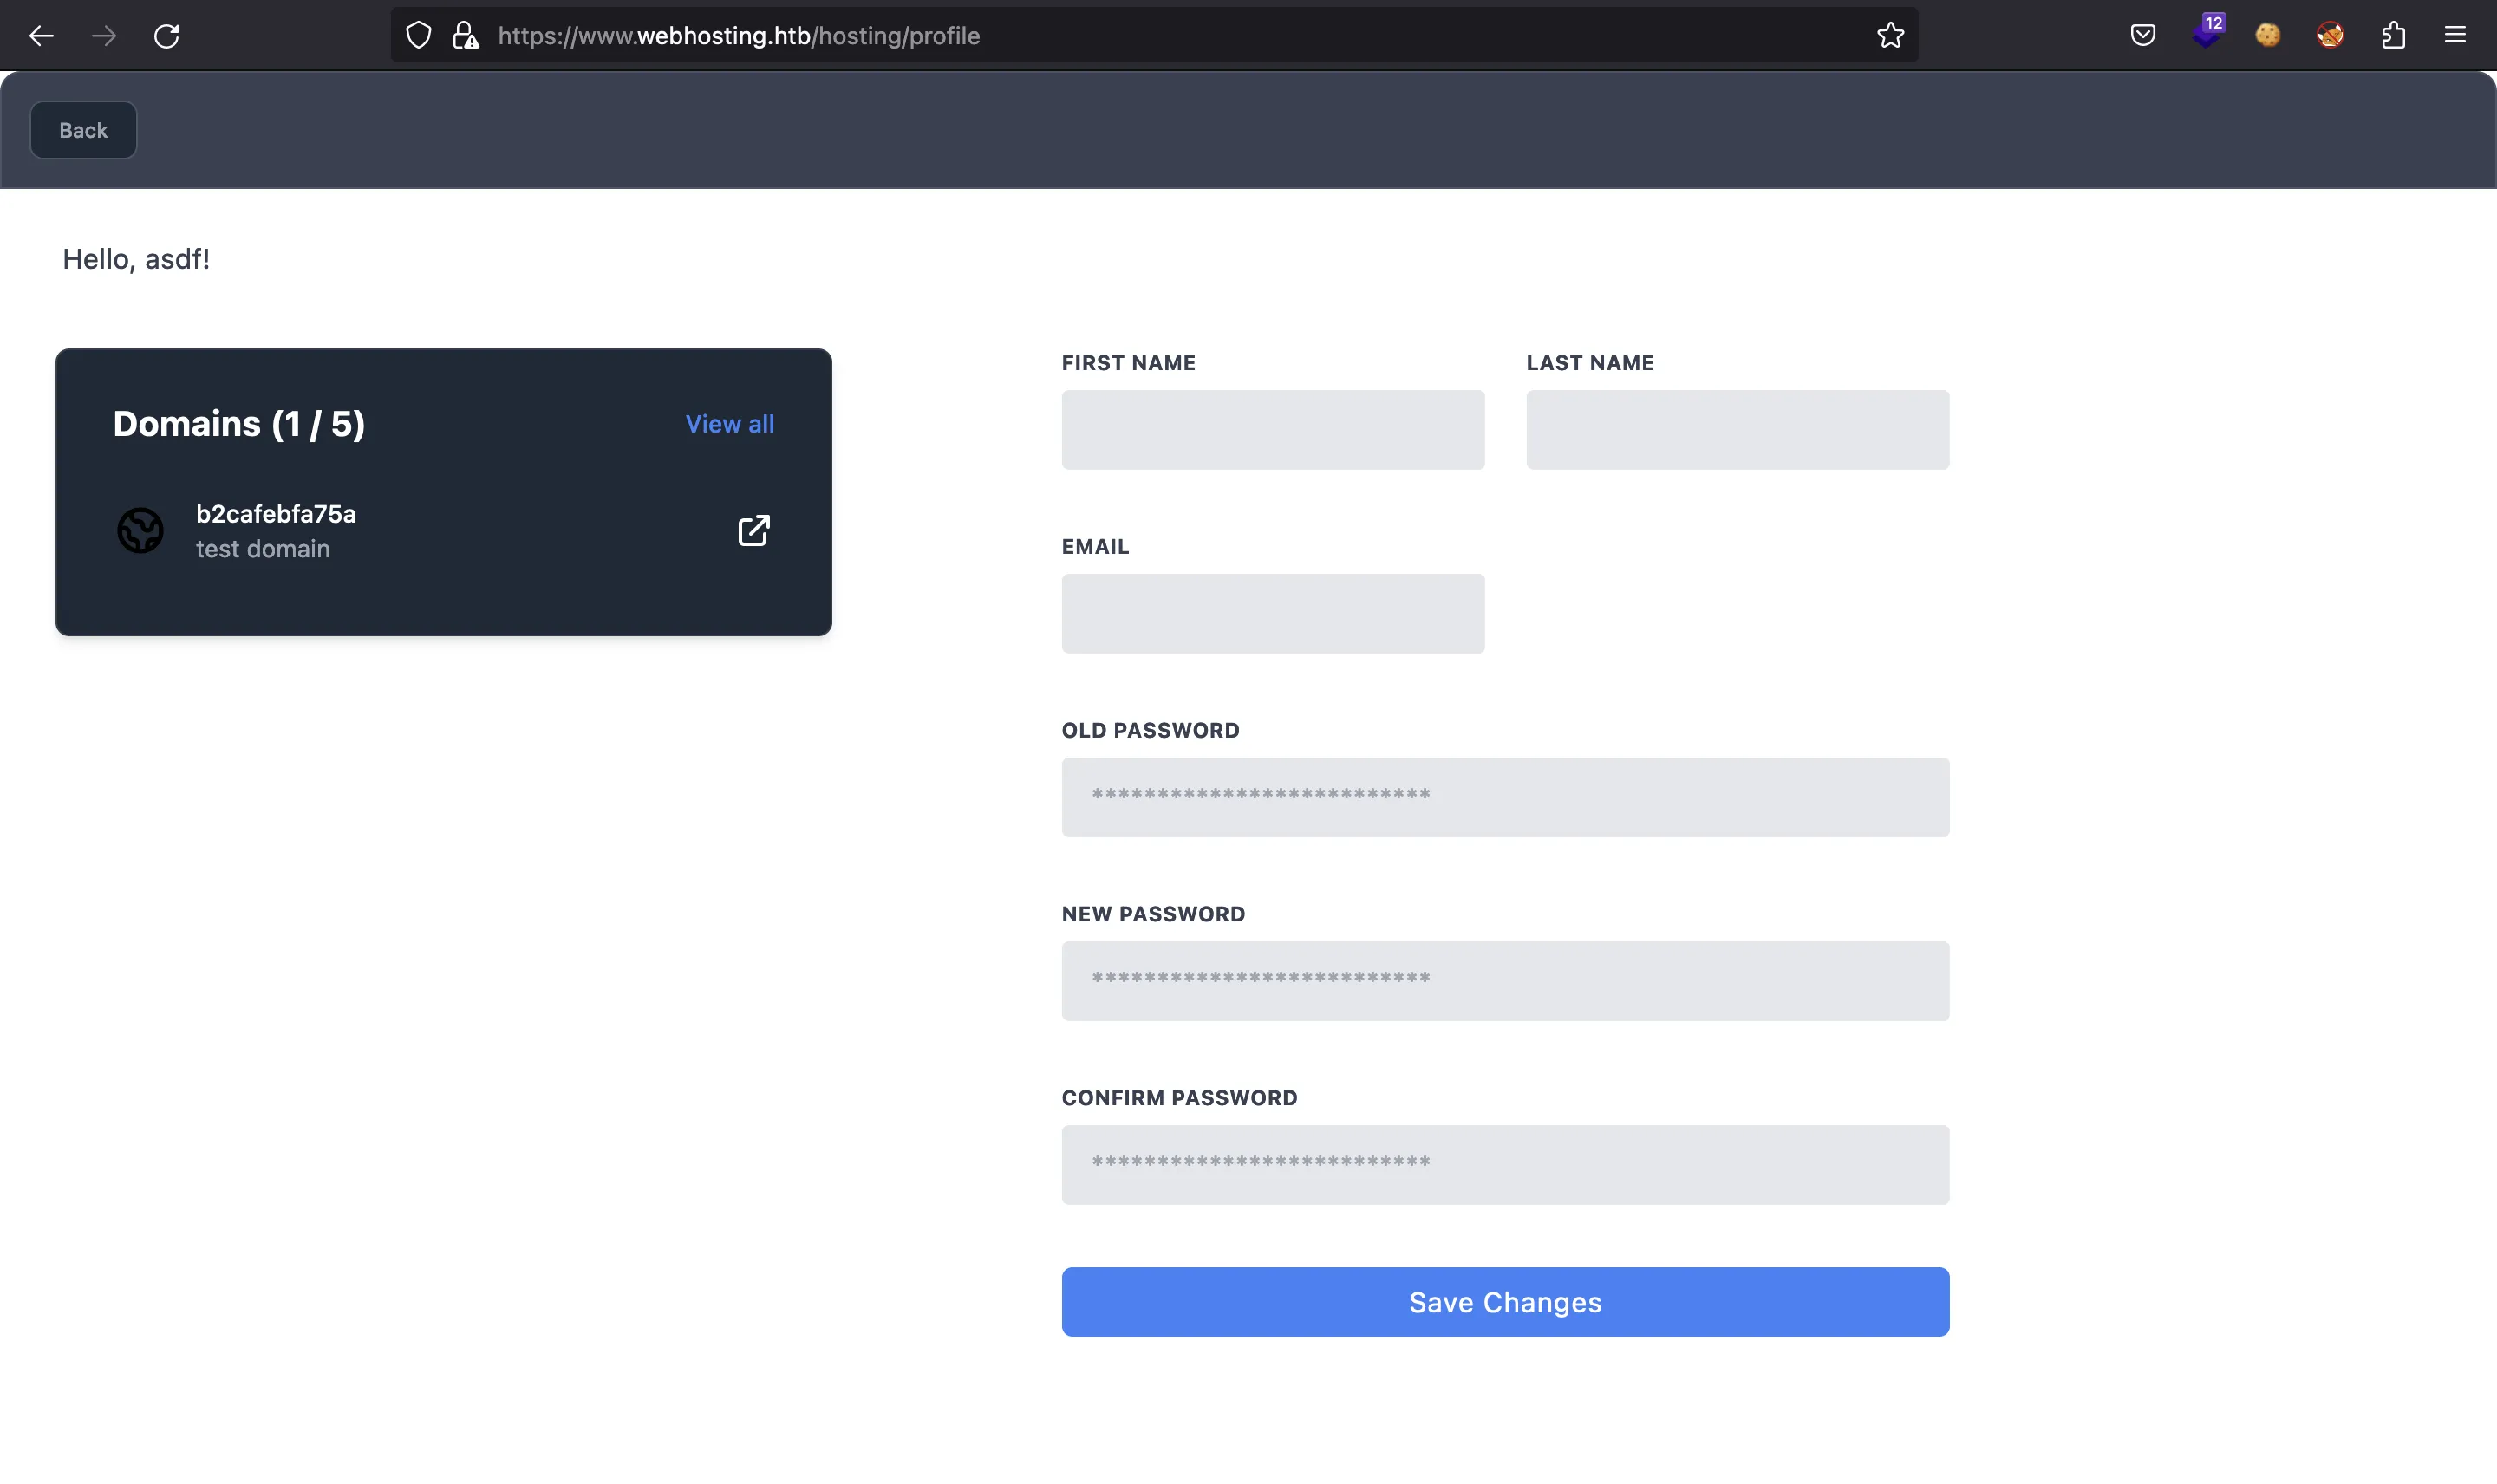 https://www.webhosting.htb/hosting/profile
12
Back
Hello, asdf!
Domains (1 / 5)
View all
b2cafebfa75a
test domain
FIRST NAME
LAST NAME
EMAIL
OLD PASSWORD
**************************
NEW PASSWORD
**************************
CONFIRM PASSWORD
**************************
Save Changes